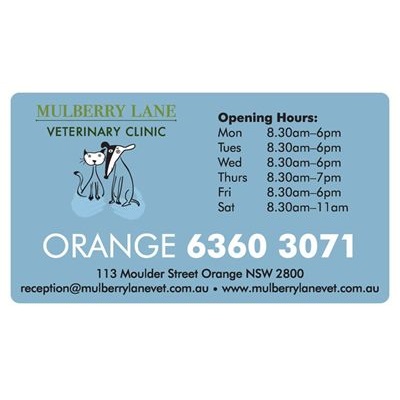 MULBERRY LANE
VETERINARY CLINIC
Opening Hours:
Mon 8.30am–6pm
Tues 8.30am–6pm
Wed 8.30am–6pm
Thurs 8.30am–7pm
Fri 8.30am–6pm
Sat 8.30am–11am
ORANGE 6360 3071
113 Moulder Street Orange NSW 2800
reception@mulberrylanevet.com.au • www.mulberrylanevet.com.au